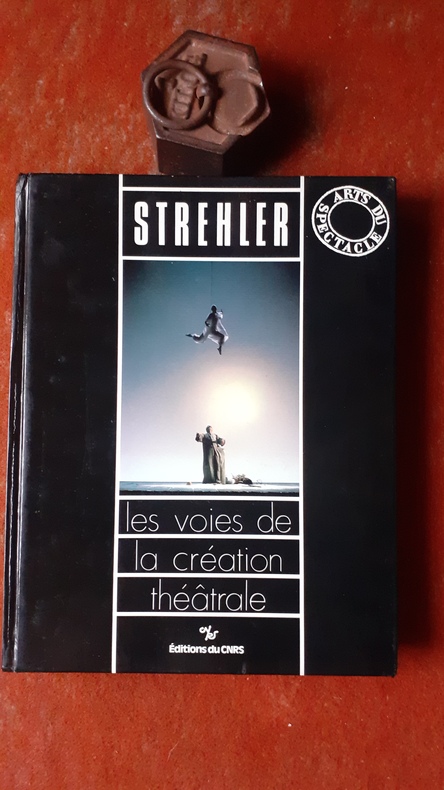 STREHLER
ARTS DU
SPECTACLE
les voies de
la création
théâtrale
Éditions du CNRS